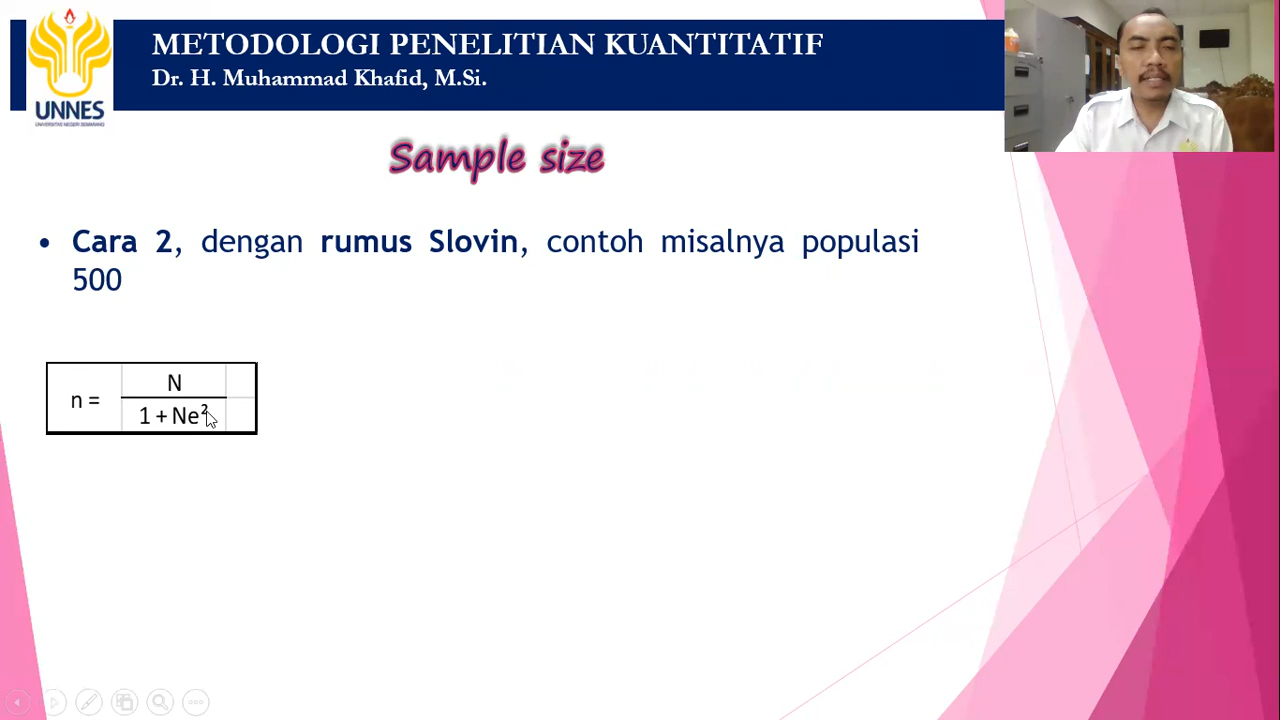 METODOLOGI PENELITIAN KUANTITATIF
Dr. H. Muhammad Khafid, M.Si.
UNNES
UNIVERSITAS NEGERI SEMARANG
Sample size
• Cara 2, dengan rumus Slovin, contoh misalnya populasi
500
N
n =
1 + Ne²